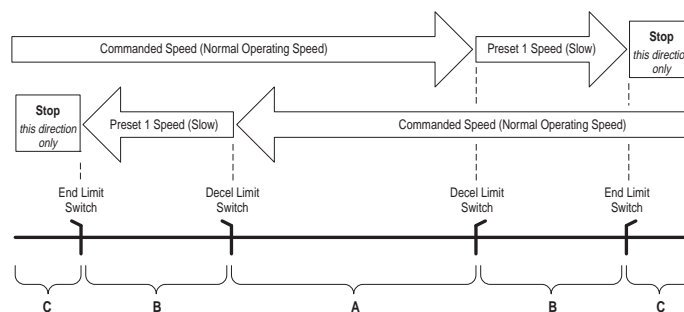 Commanded Speed (Normal Operating Speed)
Preset 1 Speed (Slow)
Stop
this direction
only
Stop
this direction
only
Preset 1 Speed (Slow)
Commanded Speed (Normal Operating Speed)
End Limit
Switch
Decel Limit
Switch
Decel Limit
Switch
End Limit
Switch
C
B
A
B
C